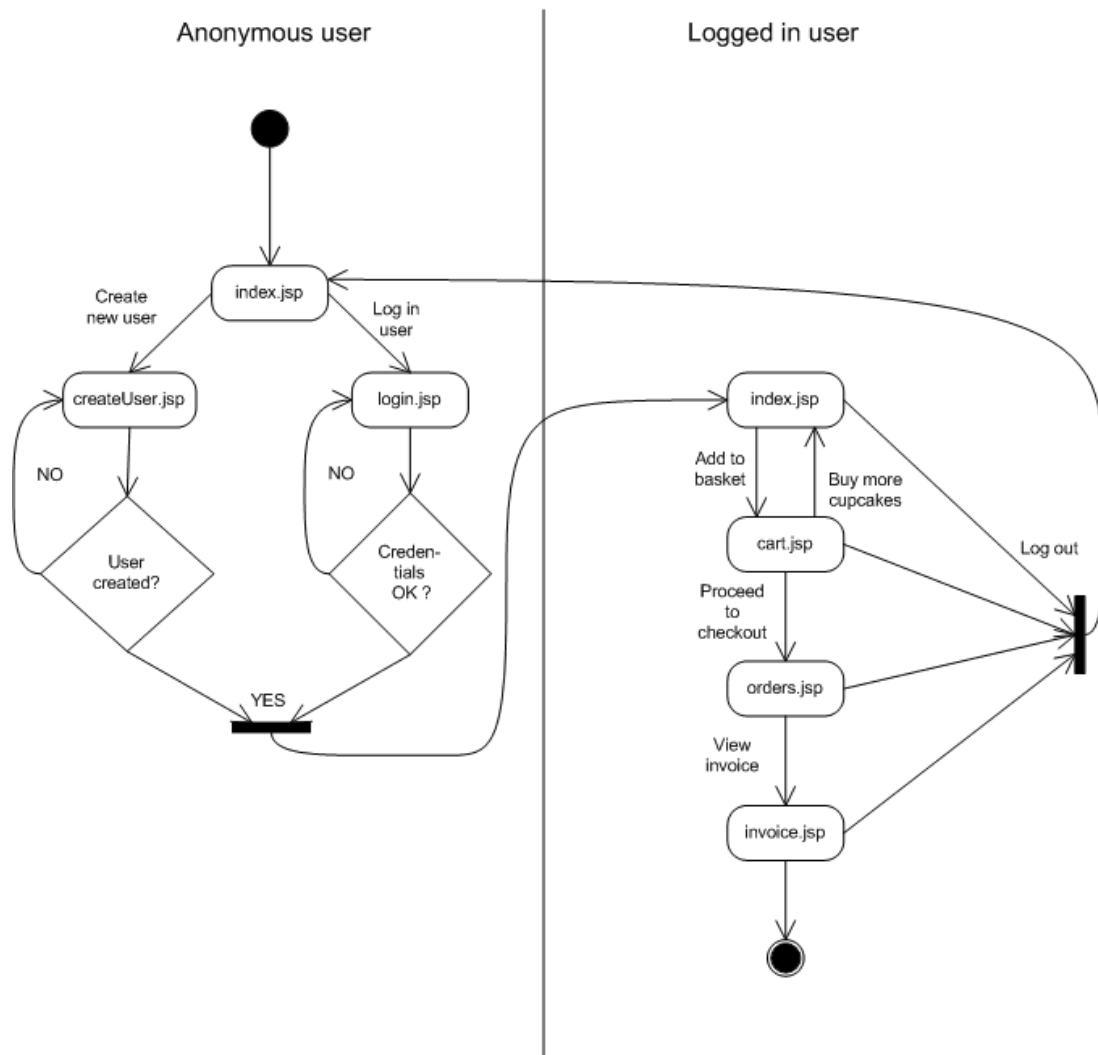 Anonymous user
Logged in user
index.jsp
Create
new user
Log in
user
createUser.jsp
login.jsp
NO
NO
User
created?
Creden-
tials
OK ?
YES
index.jsp
Add to
basket
Buy more
cupcakes
cart.jsp
Log out
Proceed
to
checkout
orders.jsp
View
invoice
invoice.jsp